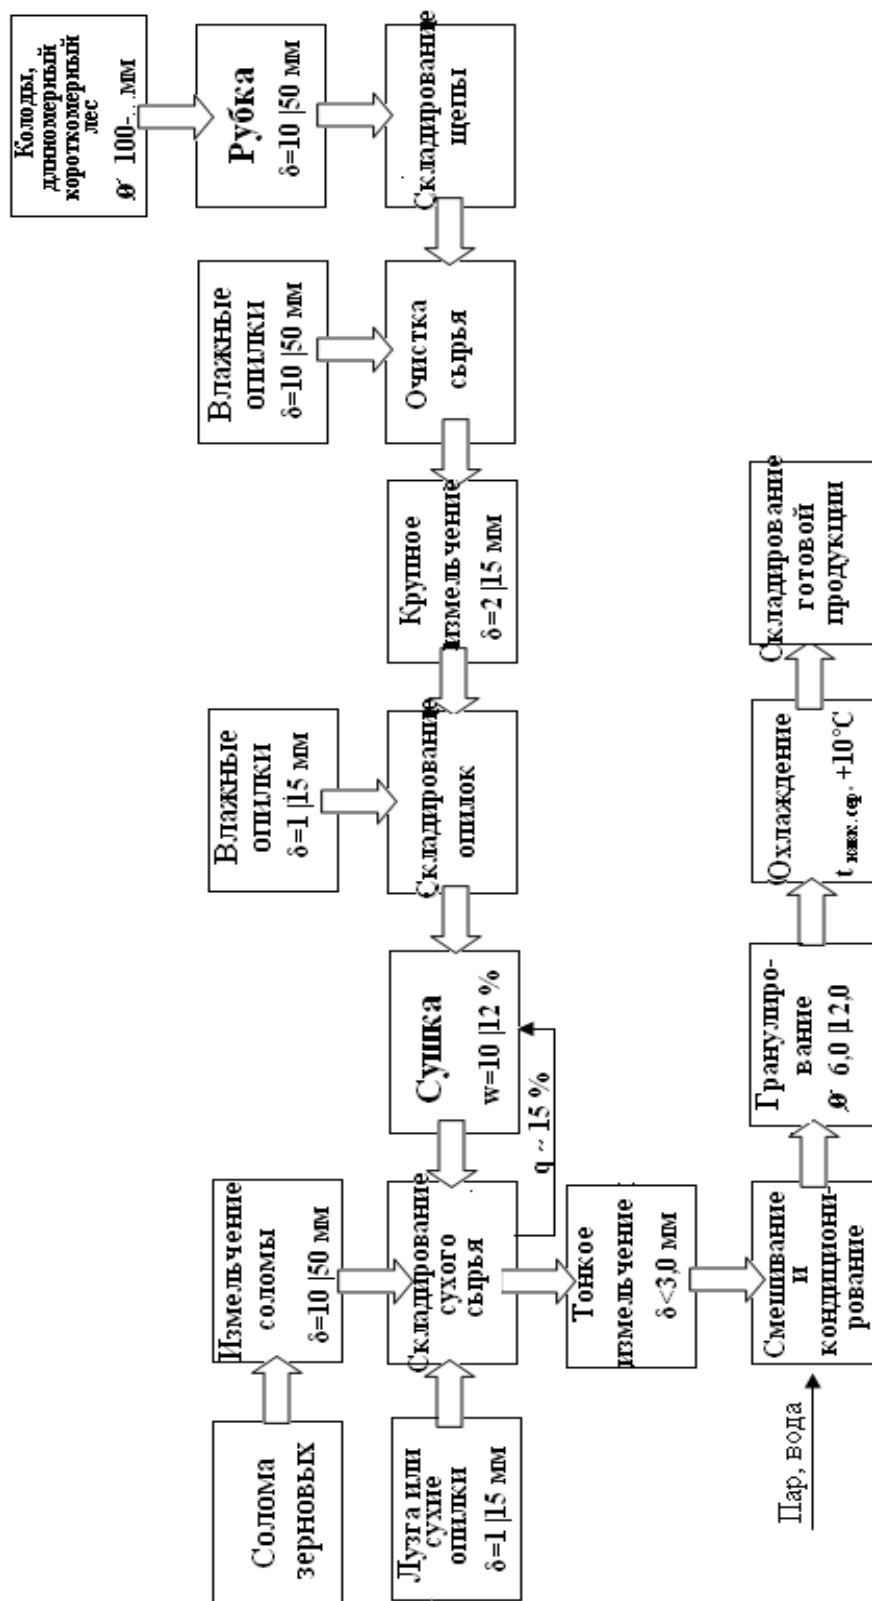 Колоды,
длиномерный
короткомерный
лес
ø 100-...мм
Рубка
δ=10 |50 мм
Складирование
щепы
Влажные
опилки
δ=10 |50 мм
Очистка
сырья
Крупное
измельчение
δ=2 |15 мм
Влажные
опилки
δ=1 |15 мм
Складирование
опилок
Сушка
w=10 |12 %
q ~ 15 %
Солома
зерновых
Измельчение
соломы
δ=10 |50 мм
Лузга или
сухие
опилки
δ=1 |15 мм
Складирование
сухого
сырья
Тонкое
измельчение
δ<3,0 мм
Пар, вода
Смешивание
и
кондициони-
рование
Гранулиро-
вание
ø 6,0 |12,0
Охлаждение
t +10°C
Складирование
готовой
продукции